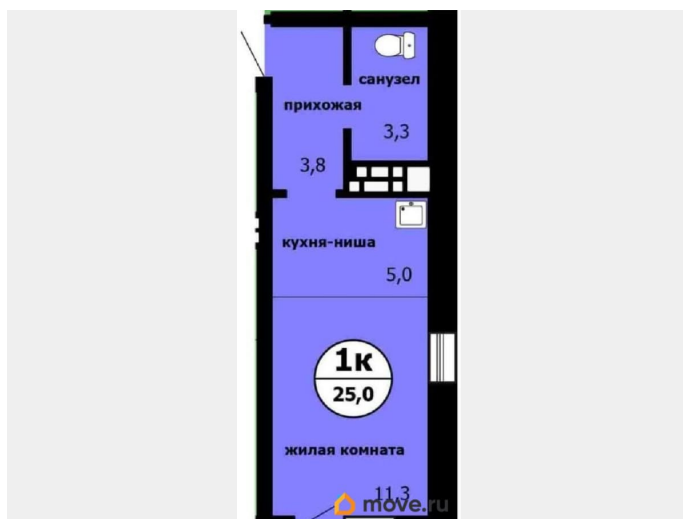 санузел
прихожая
3,3
3,8
кухня-ниша
5,0
1к
25,0
жилая комната
11,3
move.ru